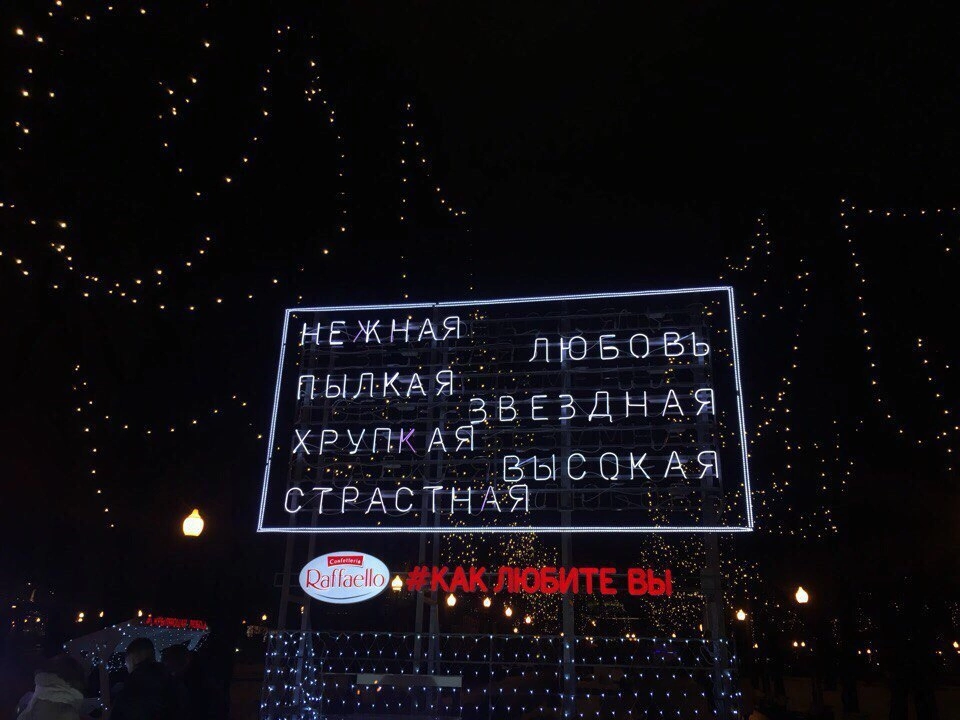 НЕЖНАЯ
ЛЮБОВЬ
ПЫЛКАЯ
ЗВЕЗДНАЯ
ХРУПКАЯ
ВЫСОКАЯ
СТРАСТНАЯ
Confetteria
Raffaello
#КАК ЛЮБИТЕ ВЫ